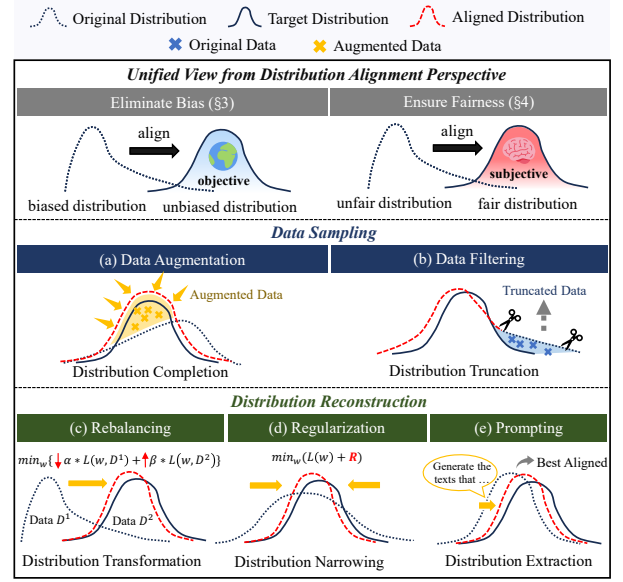 Original Distribution Target Distribution Aligned Distribution
Original Data Augmented Data
Unified View from Distribution Alignment Perspective
Eliminate Bias (§3) Ensure Fairness (§4)
align align
objective subjective
biased distribution unbiased distribution unfair distribution fair distribution
Data Sampling
(a) Data Augmentation (b) Data Filtering
Augmented Data Truncated Data
Distribution Completion Distribution Truncation
Distribution Reconstruction
(c) Rebalancing (d) Regularization (e) Prompting
min_w{↓α * L(w, D¹) + ↑β * L(w, D²)} min_w(L(w) + R) Generate the texts that … Best Aligned
Data D¹ Data D²
Distribution Transformation Distribution Narrowing Distribution Extraction